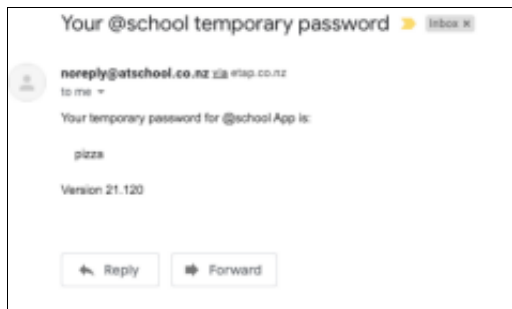 Your @school temporary password Inbox x
noreply@atschool.co.nz via etap.co.nz
to me
Your temporary password for @school App is:
pizza
Version 21.120
Reply Forward